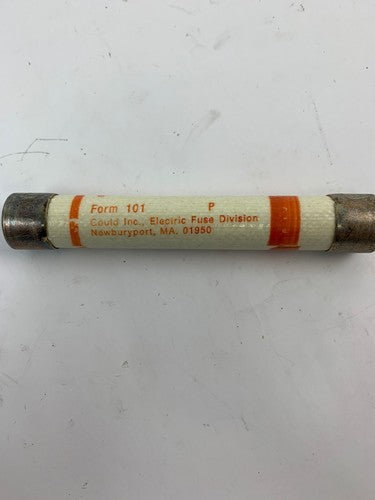 Form 101 P
Gould Inc., Electric Fuse Division
Newburyport, MA. 01950